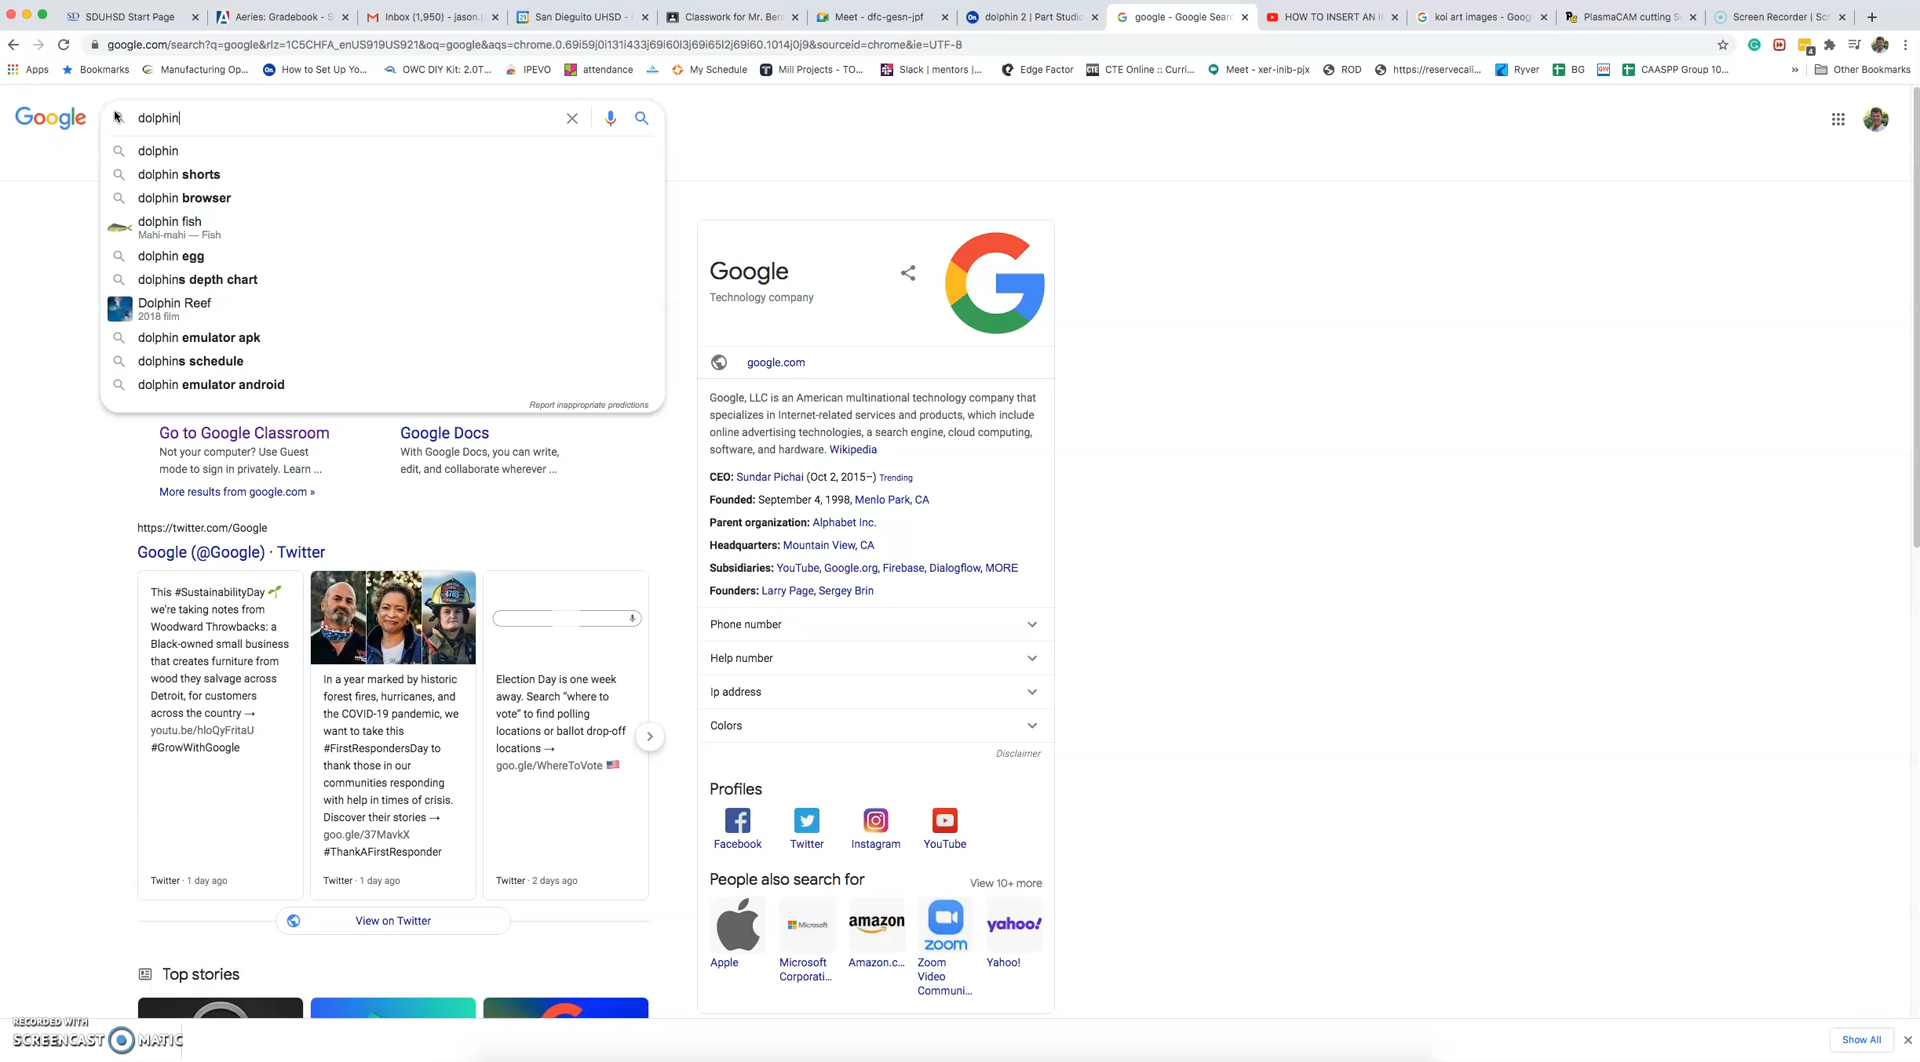 SDUHSD Start Page
Aeries: Gradebook - S
Inbox (1,950) - jason.l
San Dieguito UHSD -
Classwork for Mr. Ber
Meet - dfc-gesn-jpf
dolphin 2 | Part Studi
google - Google Sear
HOW TO INSERT AN I
koi art images - Goog
PlasmaCAM cutting Sy
Screen Recorder | Sc
google.com/search?q=google&rlz=1C5CHFA_enUS919US921&oq=google&aqs=chrome.0.69i59j0i131i433j69i60l3j69i65l2j69i60.1014j0j9&sourceid=chrome&ie=UTF-8
4
Apps
Bookmarks
Manufacturing Op...
How to Set Up Yo...
OWC DIY Kit: 2.0T...
IPEVO
attendance
My Schedule
Mill Projects - TO...
Slack | mentors |...
Edge Factor
CTE Online :: Curri...
Meet - xer-inib-pjx
ROD
https://reservecali...
Ryver
BG
CAASPP Group 10...
»
Other Bookmarks
Google
dolphin
dolphin
dolphin shorts
dolphin browser
dolphin fish
Mahi-mahi — Fish
dolphin egg
dolphins depth chart
Dolphin Reef
2018 film
dolphin emulator apk
dolphins schedule
dolphin emulator android
Report inappropriate predictions
Go to Google Classroom
Not your computer? Use Guest
mode to sign in privately. Learn ...
Google Docs
With Google Docs, you can write,
edit, and collaborate wherever ...
More results from google.com »
https://twitter.com/Google
Google (@Google) · Twitter
This #SustainabilityDay 🌱
we're taking notes from
Woodward Throwbacks: a
Black-owned small business
that creates furniture from
wood they salvage across
Detroit, for customers
across the country →
youtu.be/hIoQyFritaU
#GrowWithGoogle
Twitter · 1 day ago
In a year marked by historic
forest fires, hurricanes, and
the COVID-19 pandemic, we
want to take this
#FirstRespondersDay to
thank those in our
communities responding
with help in times of crisis.
Discover their stories →
goo.gle/37MavkX
#ThankAFirstResponder
Twitter · 1 day ago
Election Day is one week
away. Search “where to
vote” to find polling
locations or ballot drop-off
locations →
goo.gle/WhereToVote 🇺🇸
Twitter · 2 days ago
View on Twitter
Top stories
Google
Technology company
google.com
Google, LLC is an American multinational technology company that
specializes in Internet-related services and products, which include
online advertising technologies, a search engine, cloud computing,
software, and hardware. Wikipedia
CEO: Sundar Pichai (Oct 2, 2015–) Trending
Founded: September 4, 1998, Menlo Park, CA
Parent organization: Alphabet Inc.
Headquarters: Mountain View, CA
Subsidiaries: YouTube, Google.org, Firebase, Dialogflow, MORE
Founders: Larry Page, Sergey Brin
Phone number
Help number
Ip address
Colors
Disclaimer
Profiles
Facebook
Twitter
Instagram
YouTube
People also search for
View 10+ more
Microsoft
amazon
zoom
yahoo!
Apple
Microsoft
Corporati...
Amazon.c...
Zoom
Video
Communi...
Yahoo!
RECORDED WITH
SCREENCAST MATIC
Show All